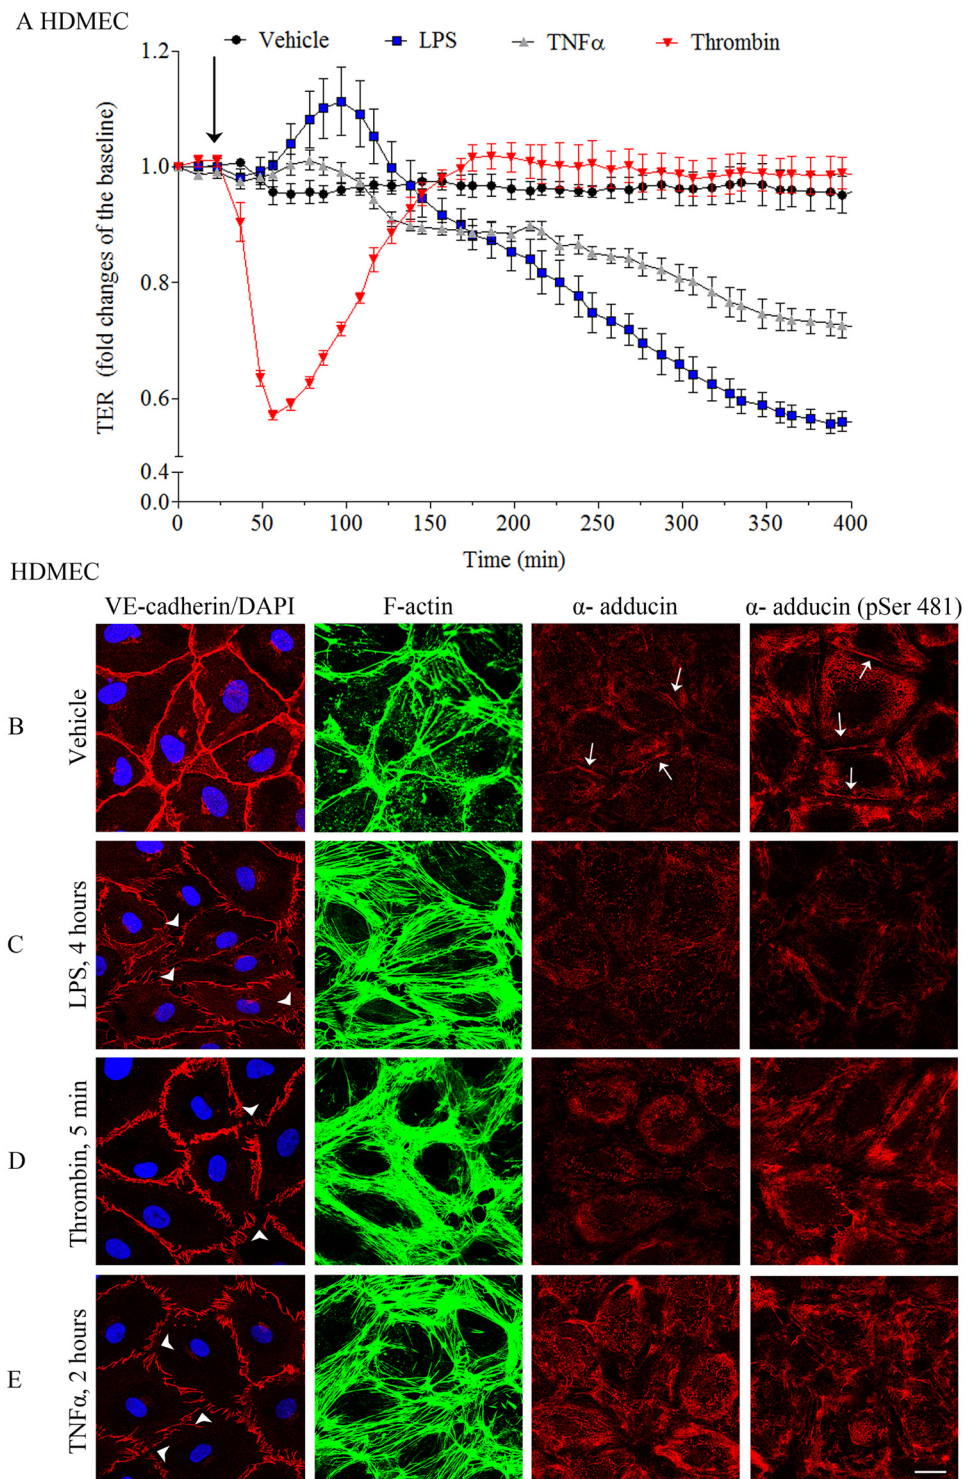 A HDMEC
Vehicle LPS TNFα Thrombin
TER (fold changes of the baseline)
1.2
1.0
0.8
0.6
0.4
0.0
0 50 100 150 200 250 300 350 400
Time (min)
HDMEC
VE-cadherin/DAPI F-actin α- adducin α- adducin (pSer 481)
B Vehicle
C LPS, 4 hours
D Thrombin, 5 min
E TNFα, 2 hours